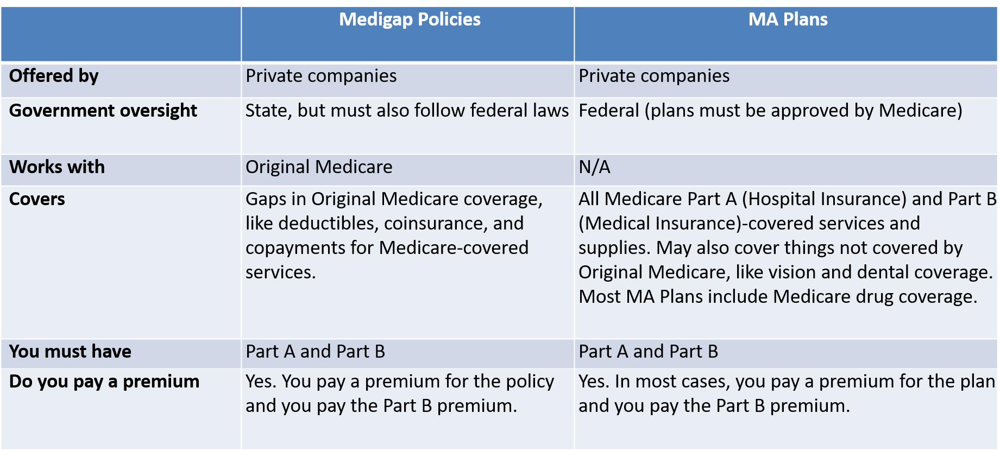 Medigap Policies
MA Plans
Offered by
Private companies
Private companies
Government oversight
State, but must also follow federal laws
Federal (plans must be approved by Medicare)
Works with
Original Medicare
N/A
Covers
Gaps in Original Medicare coverage,
like deductibles, coinsurance, and
copayments for Medicare-covered
services.
All Medicare Part A (Hospital Insurance) and Part B
(Medical Insurance)-covered services and
supplies. May also cover things not covered by
Original Medicare, like vision and dental coverage.
Most MA Plans include Medicare drug coverage.
You must have
Part A and Part B
Part A and Part B
Do you pay a premium
Yes. You pay a premium for the policy
and you pay the Part B premium.
Yes. In most cases, you pay a premium for the plan
and you pay the Part B premium.